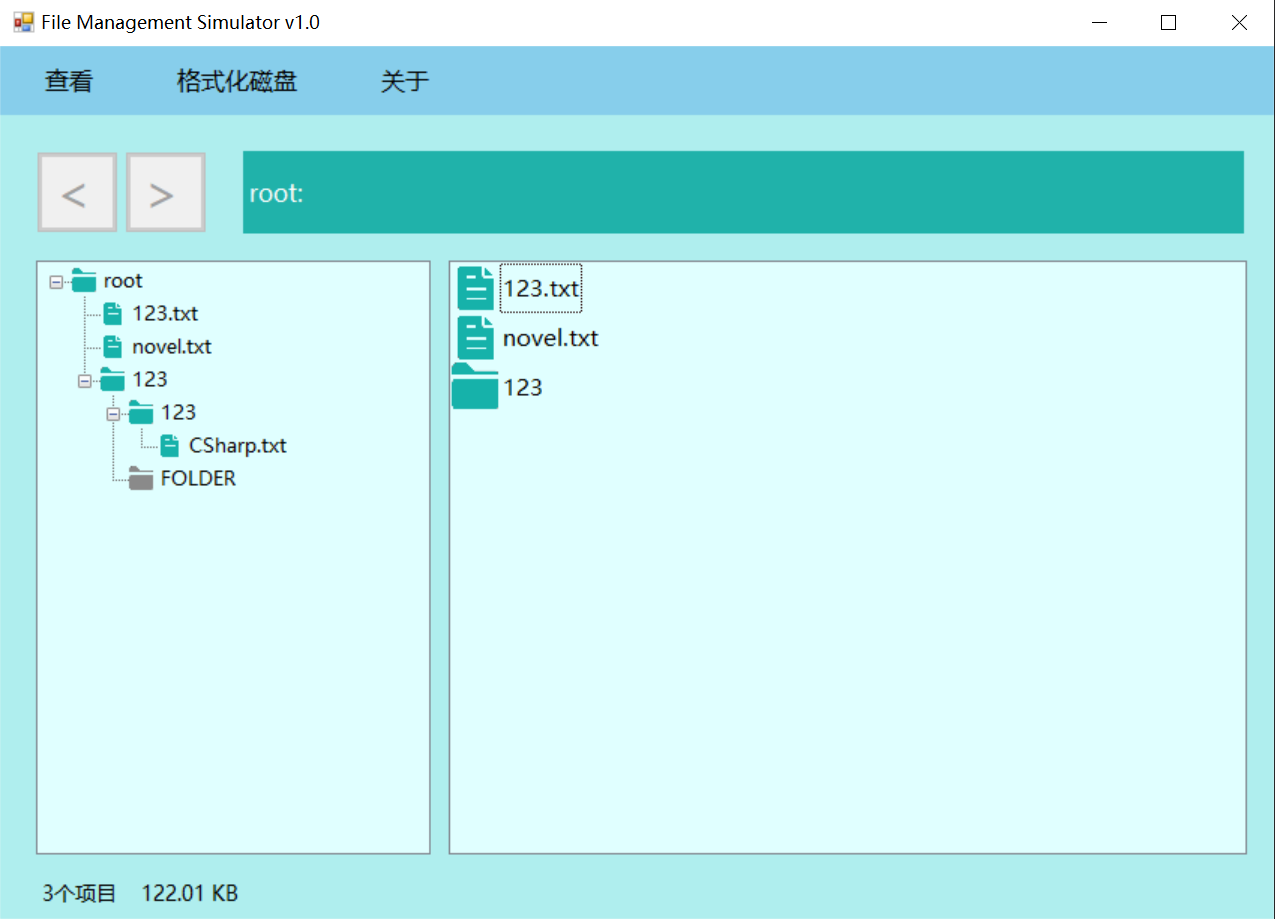 File Management Simulator v1.0
查看 格式化磁盘 关于
< >
root:
root
123.txt
novel.txt
123
123
CSharp.txt
FOLDER
123.txt
novel.txt
123
3个项目 122.01 KB